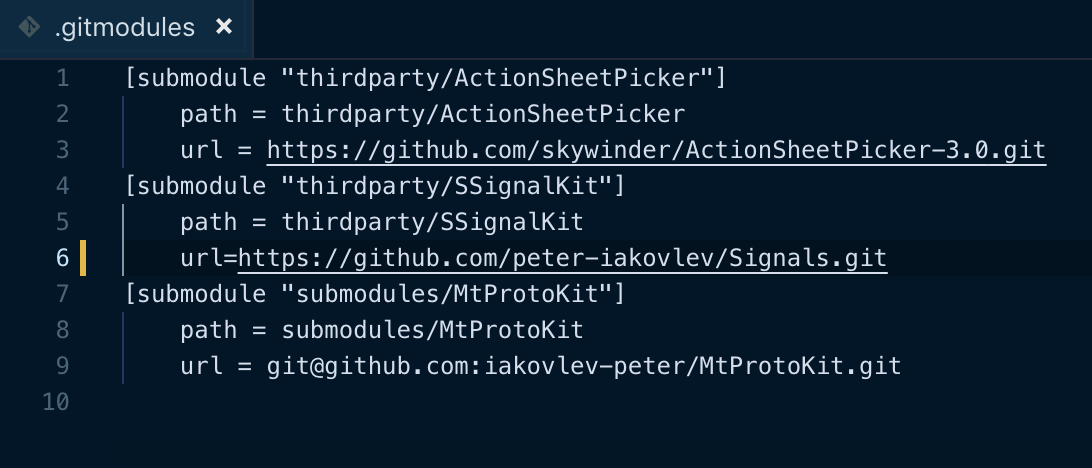 .gitmodules ×
1 [submodule "thirdparty/ActionSheetPicker"]
2 path = thirdparty/ActionSheetPicker
3 url = https://github.com/skywinder/ActionSheetPicker-3.0.git
4 [submodule "thirdparty/SSignalKit"]
5 path = thirdparty/SSignalKit
6 url=https://github.com/peter-iakovlev/Signals.git
7 [submodule "submodules/MtProtoKit"]
8 path = submodules/MtProtoKit
9 url = git@github.com:iakovlev-peter/MtProtoKit.git
10